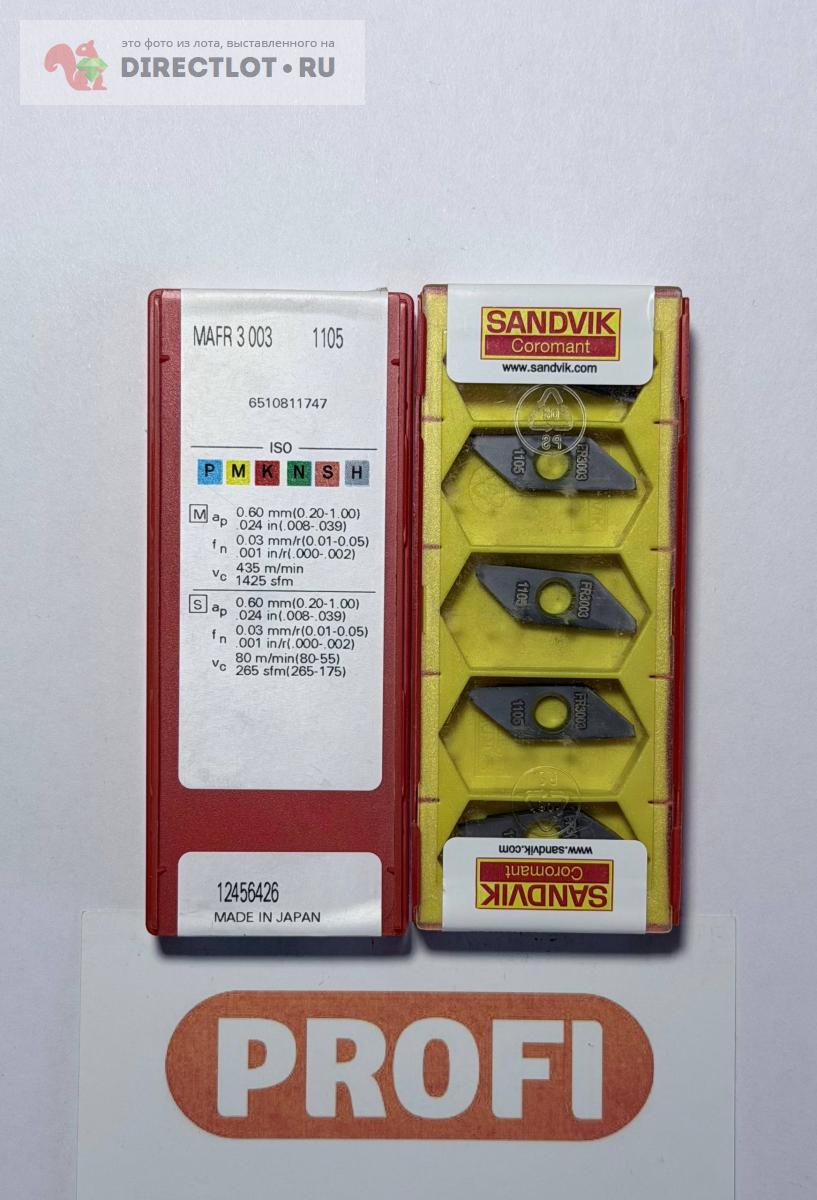 это фото из лота, выставленного на
DIRECTLOT•RU
MAFR 3 003 1105
6510811747
ISO
P M K N S H
M ap 0.60 mm(0.20-1.00)
.024 in(.008-.039)
fn 0.03 mm/r(0.01-0.05)
.001 in/r(.000-.002)
vc 435 m/min
1425 sfm
S ap 0.60 mm(0.20-1.00)
.024 in(.008-.039)
fn 0.03 mm/r(0.01-0.05)
.001 in/r(.000-.002)
vc 80 m/min(80-55)
265 sfm(265-175)
12456426
MADE IN JAPAN
SANDVIK
Coromant
www.sandvik.com
1105 FR3003
1105 FR3003
1105 FR3003
www.sandvik.com
Coromant
SANDVIK
PROFI